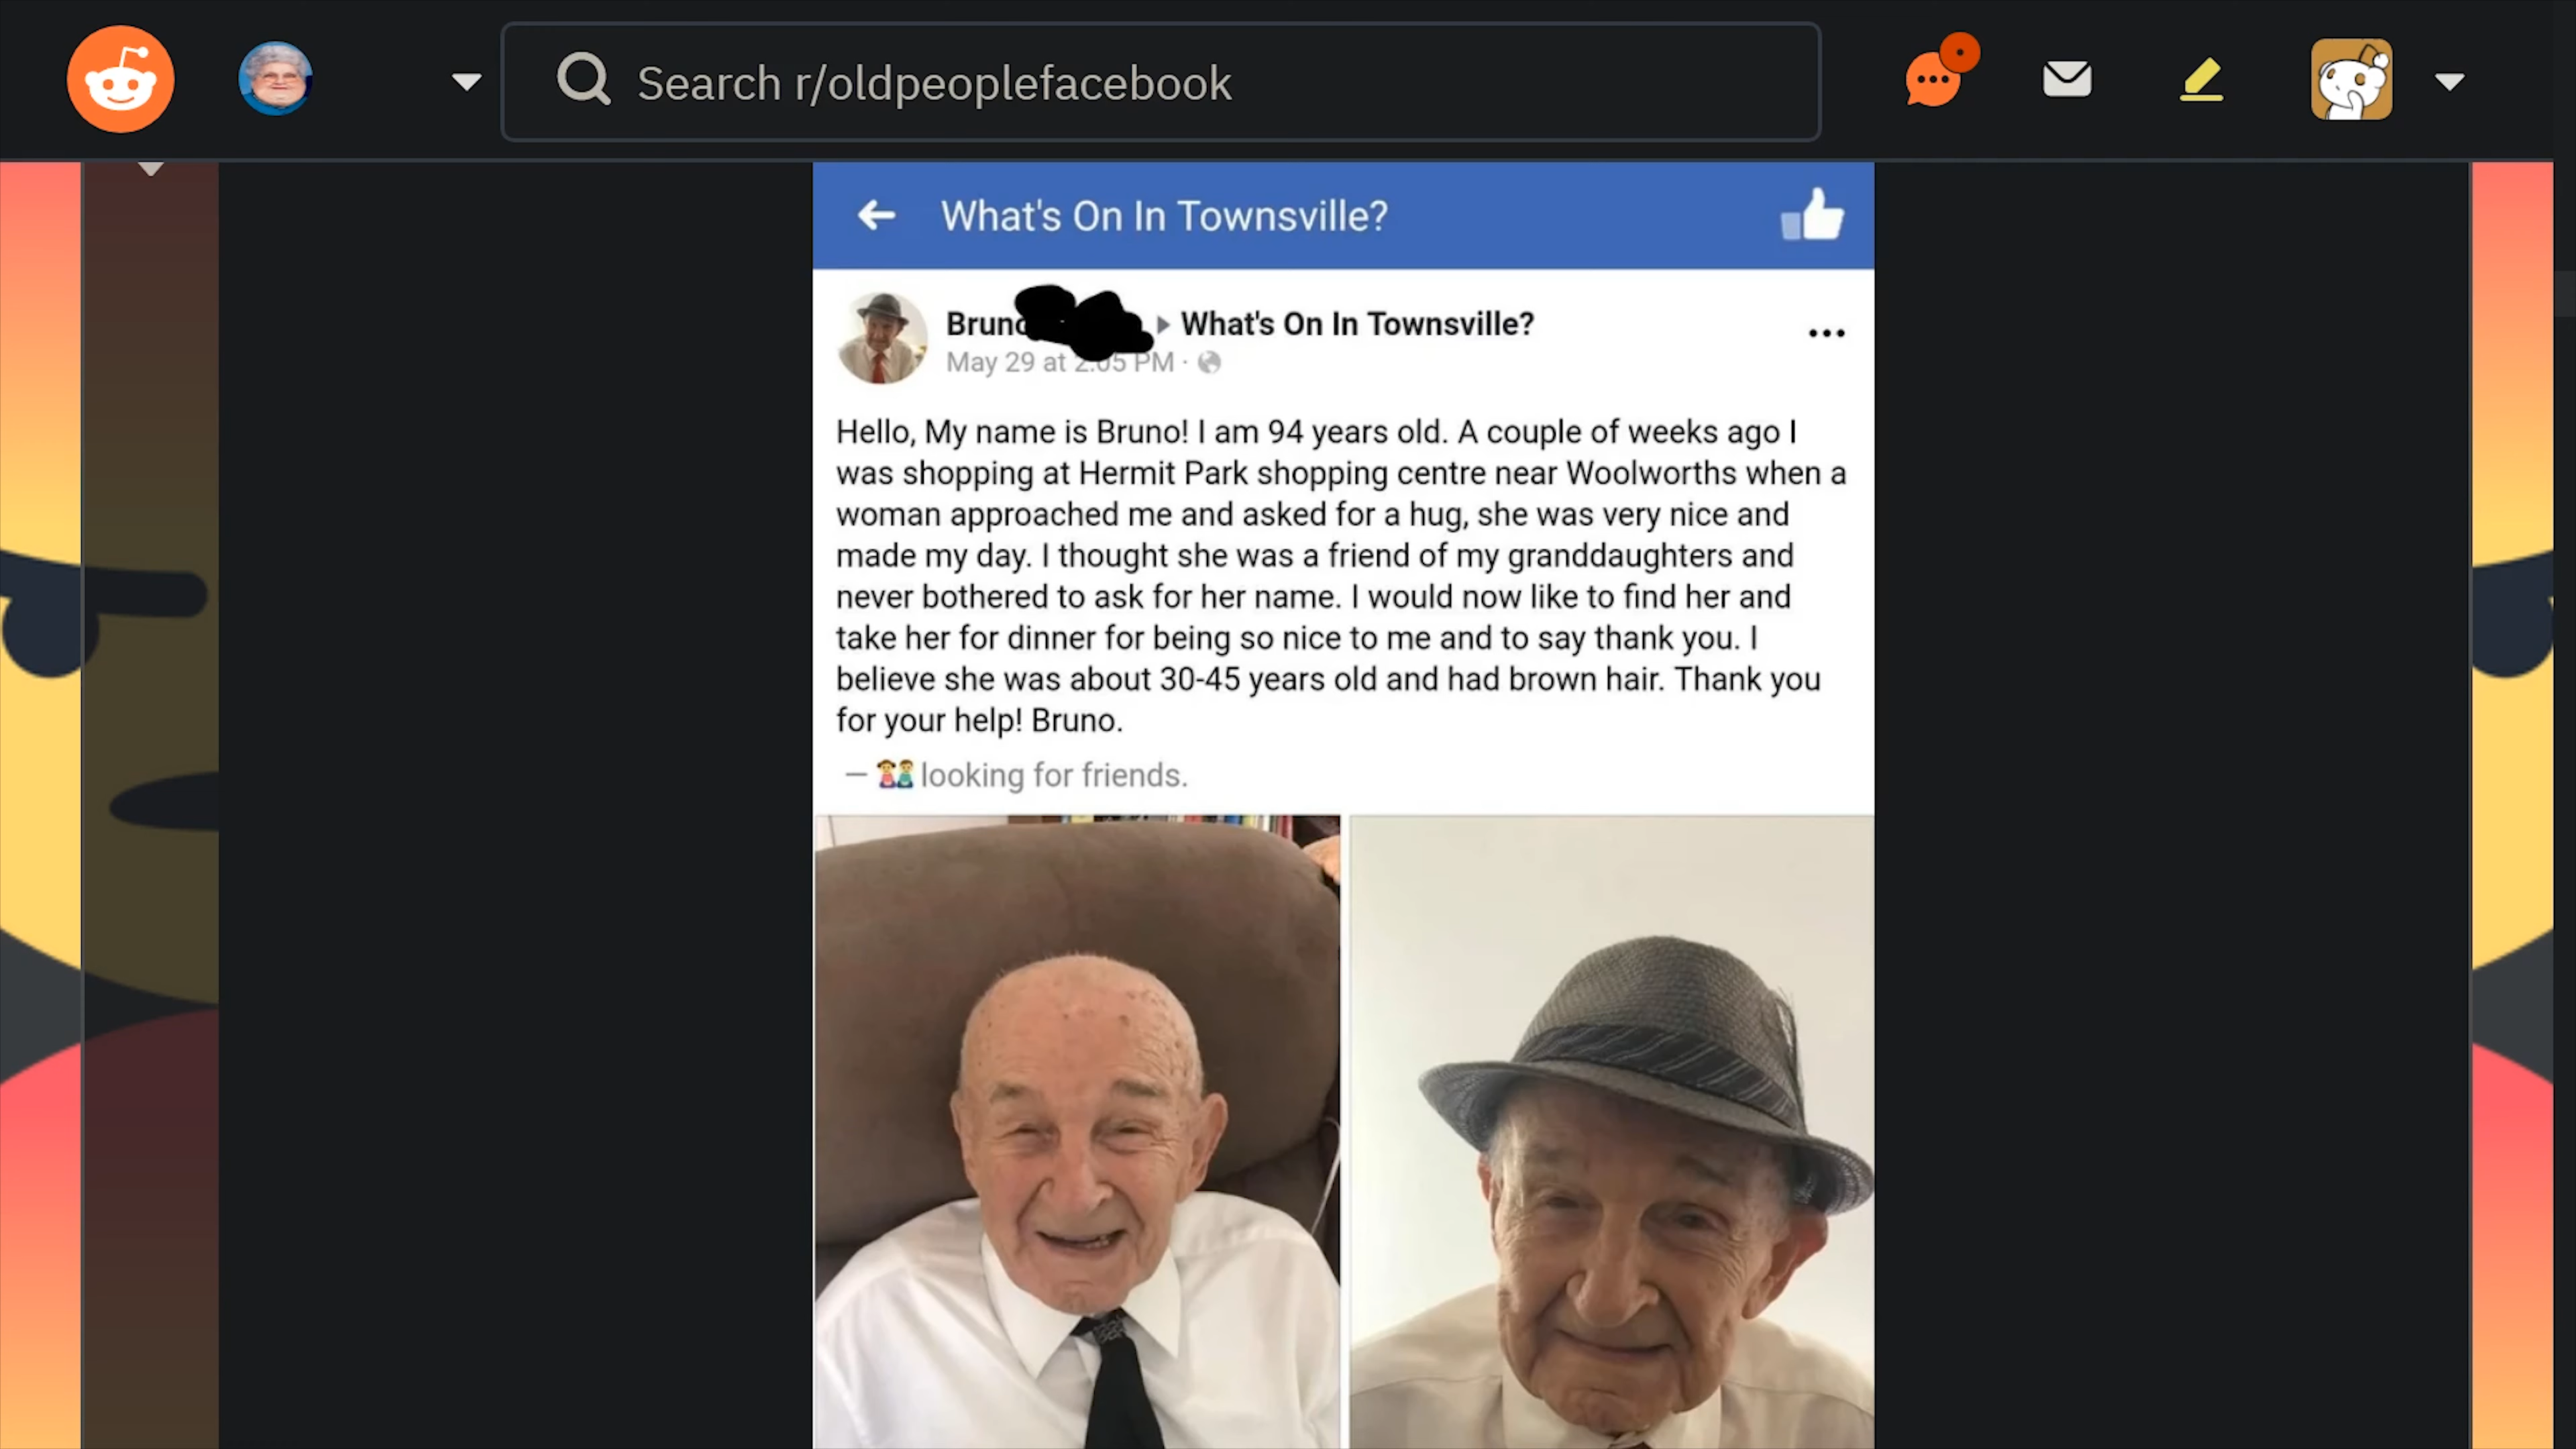 Search r/oldpeoplefacebook
What's On In Townsville?
Bruno What's On In Townsville?
May 29 at 2:05 PM ·
Hello, My name is Bruno! I am 94 years old. A couple of weeks ago I
was shopping at Hermit Park shopping centre near Woolworths when a
woman approached me and asked for a hug, she was very nice and
made my day. I thought she was a friend of my granddaughters and
never bothered to ask for her name. I would now like to find her and
take her for dinner for being so nice to me and to say thank you. I
believe she was about 30-45 years old and had brown hair. Thank you
for your help! Bruno.
— looking for friends.